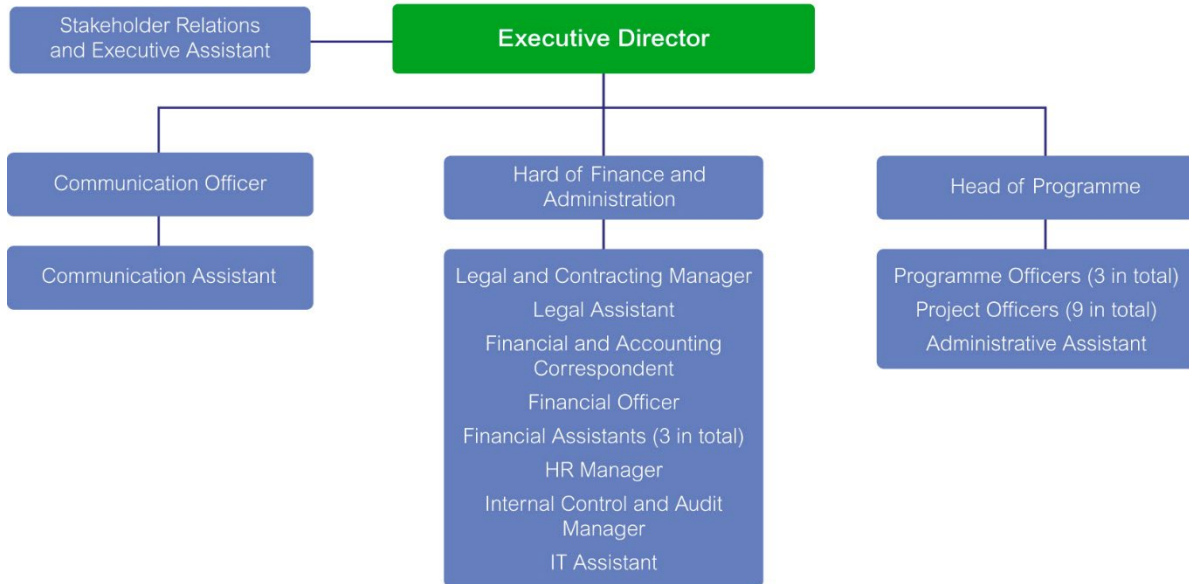 Stakeholder Relations
and Executive Assistant
Executive Director
Communication Officer
Hard of Finance and
Administration
Head of Programme
Communication Assistant
Legal and Contracting Manager
Legal Assistant
Financial and Accounting
Correspondent
Financial Officer
Financial Assistants (3 in total)
HR Manager
Internal Control and Audit
Manager
IT Assistant
Programme Officers (3 in total)
Project Officers (9 in total)
Administrative Assistant